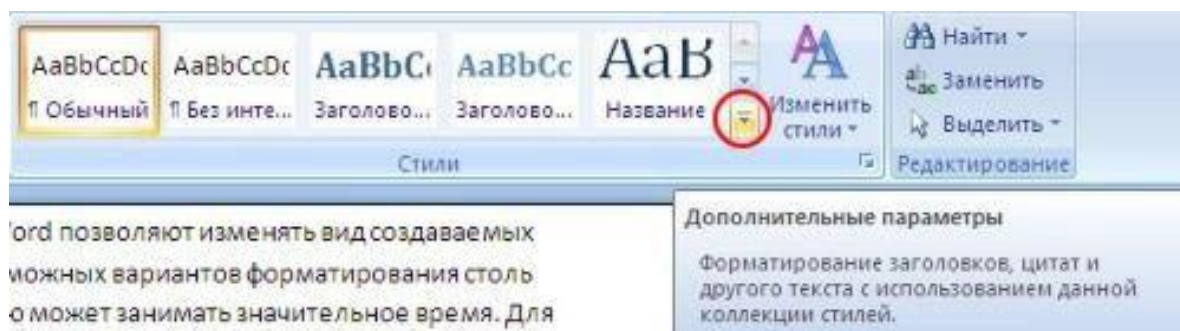 AaBbCcDc AaBbCcDc AaBbC AaBbCc АаВ
¶ Обычный ¶ Без инте... Заголово... Заголово... Название
Изменить
стили
Найти
Заменить
Выделить
Стили
Редактирование
ord позволяют изменять вид создаваемых
можных вариантов форматирования столь
о может занимать значительное время. Для
Дополнительные параметры
Форматирование заголовков, цитат и
другого текста с использованием данной
коллекции стилей.